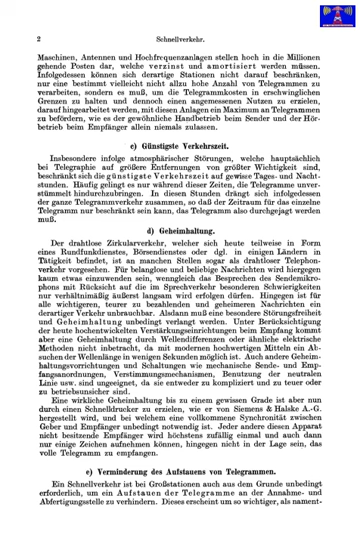 2
Schnellverkehr.
Maschinen, Antennen und Hochfrequenzanlagen stellen hoch in die Millionen
gehende Posten dar, welche verzinst und amortisiert werden müssen.
Infolgedessen können sich derartige Stationen nicht darauf beschränken,
nur eine bestimmt vielleicht nicht allzu hohe Anzahl von Telegrammen zu
verarbeiten, sondern es muß, um die Telegrammkosten in erschwinglichen
Grenzen zu halten und dennoch einen angemessenen Nutzen zu erzielen,
darauf hingearbeitet werden, mit diesen Anlagen ein Maximum an Telegrammen
zu befördern, wie es der gewöhnliche Handbetrieb beim Sender und der Hör-
betrieb beim Empfänger allein niemals zulassen.
c) Günstigste Verkehrszeit.
Insbesondere infolge atmosphärischer Störungen, welche hauptsächlich
bei Telegraphie auf größere Entfernungen von größter Wichtigkeit sind,
beschränkt sich die günstigste Verkehrszeit auf gewisse Tages- und Nacht-
stunden. Häufig gelingt es nur während dieser Zeiten, die Telegramme unver-
stümmelt hindurchzubringen. In diesen Stunden drängt sich infolgedessen
der ganze Telegrammverkehr zusammen, so daß der Zeitraum für das einzelne
Telegramm nur beschränkt sein kann, das Telegramm also durchgejagt werden
muß.
d) Geheimhaltung.
Der drahtlose Zirkularverkehr, welcher sich heute teilweise in Form
eines Rundfunkdienstes, Börsendienstes oder dgl. in einigen Ländern in
Tätigkeit befindet, ist an manchen Stellen sogar als drahtloser Telephon-
verkehr vorgesehen. Für belanglose und beliebige Nachrichten wird hiergegen
kaum etwas einzuwenden sein, wenngleich das Besprechen des Sendemikro-
phons mit Rücksicht auf die im Sprechverkehr besonderen Schwierigkeiten
nur verhältnimäßig äußerst langsam wird erfolgen dürfen. Hingegen ist für
alle wichtigeren, teurer zu bezahlenden und geheimeren Nachrichten ein
derartiger Verkehr unbrauchbar. Alsdann muß eine besondere Störungsfreiheit
und Geheimhaltung unbedingt verlangt werden. Unter Berücksichtigung
der heute hochentwickelten Verstärkungseinrichtungen beim Empfang kommt
aber eine Geheimhaltung durch Wellendifferenzen oder ähnliche elektrische
Methoden nicht inbetracht, da mit modernen hochwertigen Mitteln ein Ab-
suchen der Wellenlänge in wenigen Sekunden möglich ist. Auch andere Geheim-
haltungsvorrichtungen und Schaltungen wie mechanische Sende- und Emp-
fangsanordnungen, Verstimmungsmechanismen, Benutzung der neutralen
Linie usw. sind ungeeignet, da sie entweder zu kompliziert und zu teuer oder
zu betriebsunsicher sind.
Eine wirkliche Geheimhaltung bis zu einem gewissen Grade ist aber nun
durch einen Schnelldrucker zu erzielen, wie er von Siemens & Halske A.-G.
hergestellt wird, und bei welchem eine vollkommene Synchronität zwischen
Geber und Empfänger unbedingt notwendig ist. Jeder andere diesen Apparat
nicht besitzende Empfänger wird höchstens zufällig einmal und auch dann
nur einige Zeichen aufnehmen können, hingegen nicht in der Lage sein, das
volle Telegramm zu empfangen.
e) Verminderung des Aufstauens von Telegrammen.
Ein Schnellverkehr ist bei Großstationen auch aus dem Grunde unbedingt
erforderlich, um ein Aufstauen der Telegramme an der Annahme- und
Abfertigungsstelle zu verhindern. Dieses erscheint um so wichtiger, als nament-